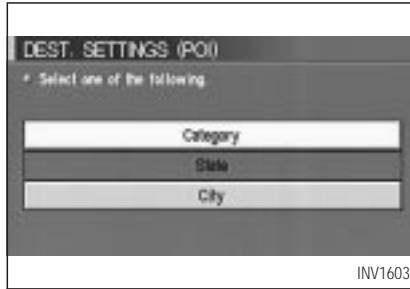 DEST. SETTINGS (POI)
* Select one of the following.
Category
State
City
INV1603